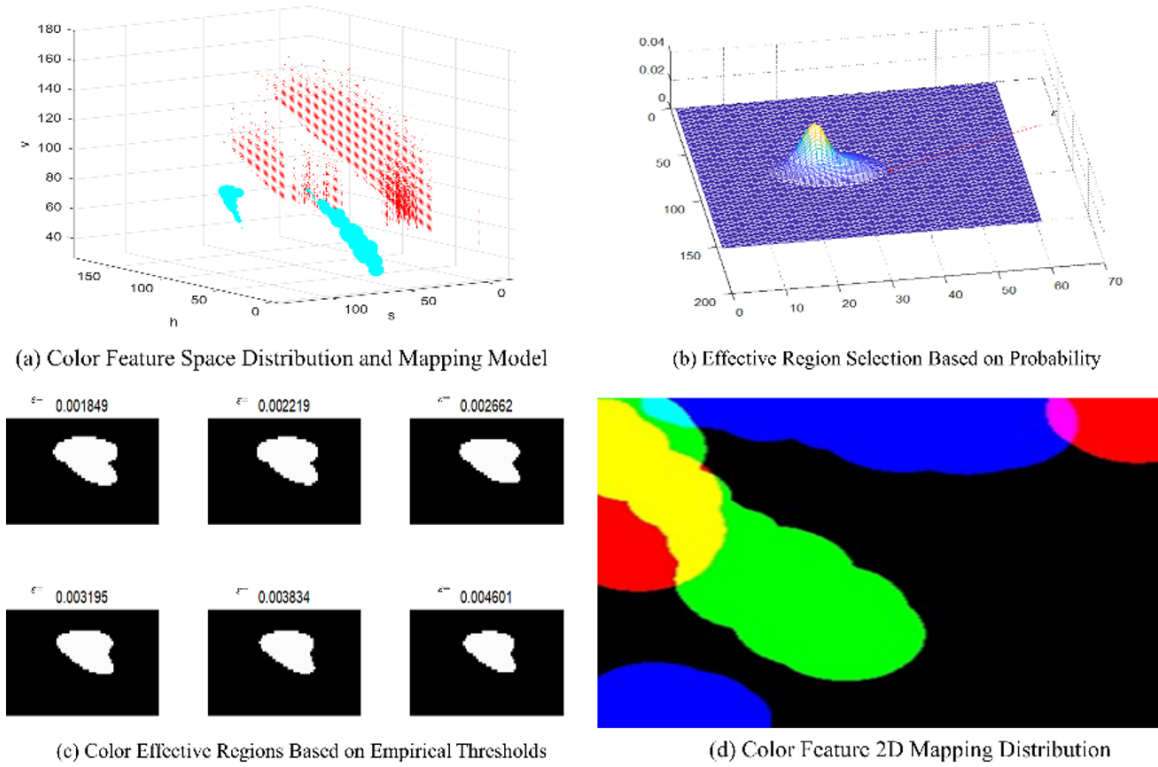 180
160
140
120
100
80
60
40
v
150
100
50
0
h
100
50
0
s
(a) Color Feature Space Distribution and Mapping Model
0.04
0.02
0
0
50
100
150
200
0
10
20
30
40
50
60
70
ε
(b) Effective Region Selection Based on Probability
ε= 0.001849
ε= 0.002219
ε= 0.002662
ε= 0.003195
ε= 0.003834
ε= 0.004601
(c) Color Effective Regions Based on Empirical Thresholds
(d) Color Feature 2D Mapping Distribution